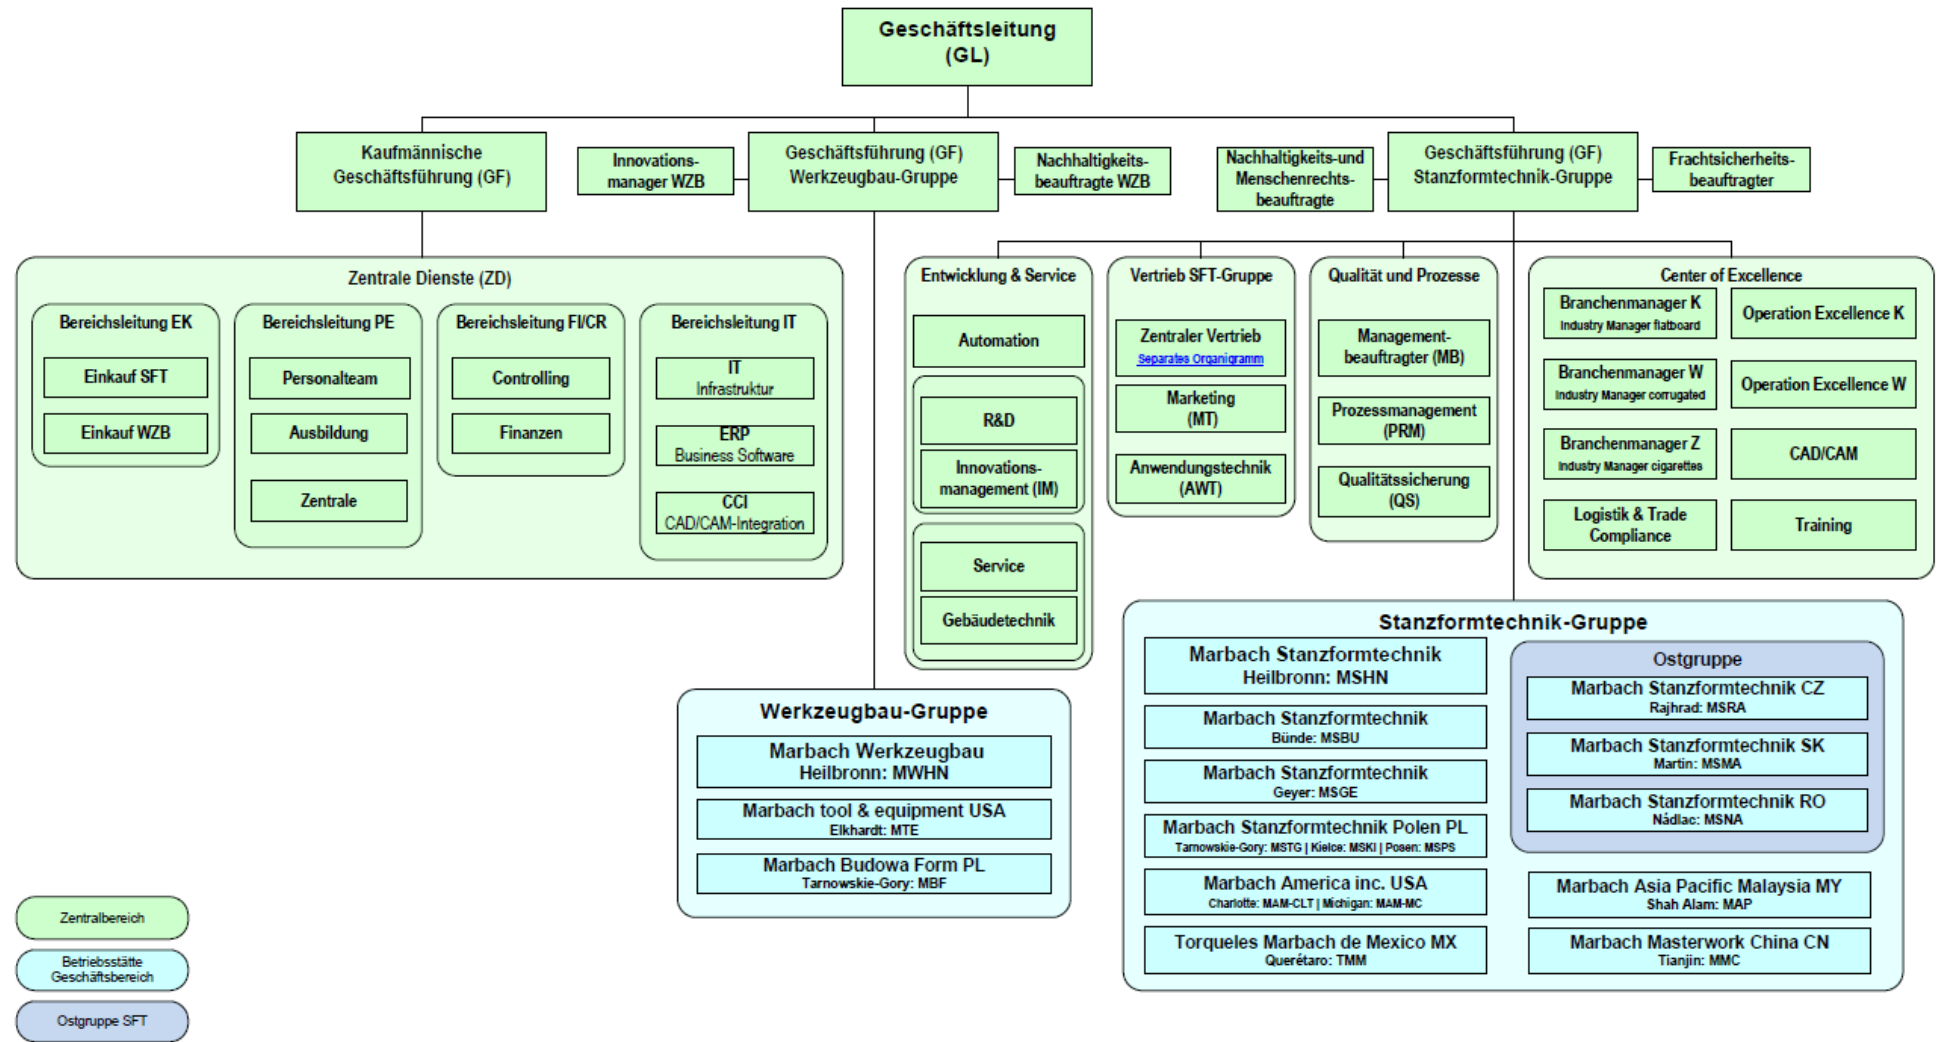 Geschäftsleitung
(GL)
Kaufmännische
Geschäftsführung (GF)
Innovations-
manager WZB
Geschäftsführung (GF)
Werkzeugbau-Gruppe
Nachhaltigkeits-
beauftragte WZB
Nachhaltigkeits-und
Menschenrechts-
beauftragte
Geschäftsführung (GF)
Stanzformtechnik-Gruppe
Frachtsicherheits-
beauftragter
Zentrale Dienste (ZD)
Bereichsleitung EK
Einkauf SFT
Einkauf WZB
Bereichsleitung PE
Personalteam
Ausbildung
Zentrale
Bereichsleitung FI/CR
Controlling
Finanzen
Bereichsleitung IT
IT
Infrastruktur
ERP
Business Software
CCI
CAD/CAM-Integration
Entwicklung & Service
Automation
R&D
Innovations-
management (IM)
Service
Gebäudetechnik
Vertrieb SFT-Gruppe
Zentraler Vertrieb
Separates Organigramm
Marketing
(MT)
Anwendungstechnik
(AWT)
Qualität und Prozesse
Management-
beauftragter (MB)
Prozessmanagement
(PRM)
Qualitätssicherung
(QS)
Center of Excellence
Branchenmanager K
Industry Manager flatboard
Operation Excellence K
Branchenmanager W
Industry Manager corrugated
Operation Excellence W
Branchenmanager Z
Industry Manager cigarettes
CAD/CAM
Logistik & Trade
Compliance
Training
Werkzeugbau-Gruppe
Marbach Werkzeugbau
Heilbronn: MWHN
Marbach tool & equipment USA
Elkhardt: MTE
Marbach Budowa Form PL
Tarnowskie-Gory: MBF
Stanzformtechnik-Gruppe
Marbach Stanzformtechnik
Heilbronn: MSHN
Marbach Stanzformtechnik
Bünde: MSBU
Marbach Stanzformtechnik
Geyer: MSGE
Marbach Stanzformtechnik Polen PL
Tarnowskie-Gory: MSTG | Kielce: MSKI | Posen: MSPS
Marbach America inc. USA
Charlotte: MAM-CLT | Michigan: MAM-MC
Torqueles Marbach de Mexico MX
Querétaro: TMM
Ostgruppe
Marbach Stanzformtechnik CZ
Rajhrad: MSRA
Marbach Stanzformtechnik SK
Martin: MSMA
Marbach Stanzformtechnik RO
Nádlac: MSNA
Marbach Asia Pacific Malaysia MY
Shah Alam: MAP
Marbach Masterwork China CN
Tianjin: MMC
Zentralbereich
Betriebsstätte
Geschäftsbereich
Ostgruppe SFT